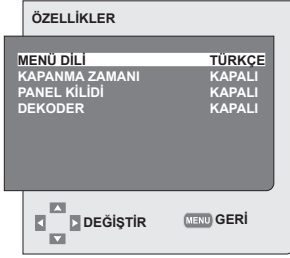 ÖZELLİKLER
MENÜ DİLİ TÜRKÇE
KAPANMA ZAMANI KAPALI
PANEL KİLİDİ KAPALI
DEKODER KAPALI
DEĞİŞTİR MENU GERİ